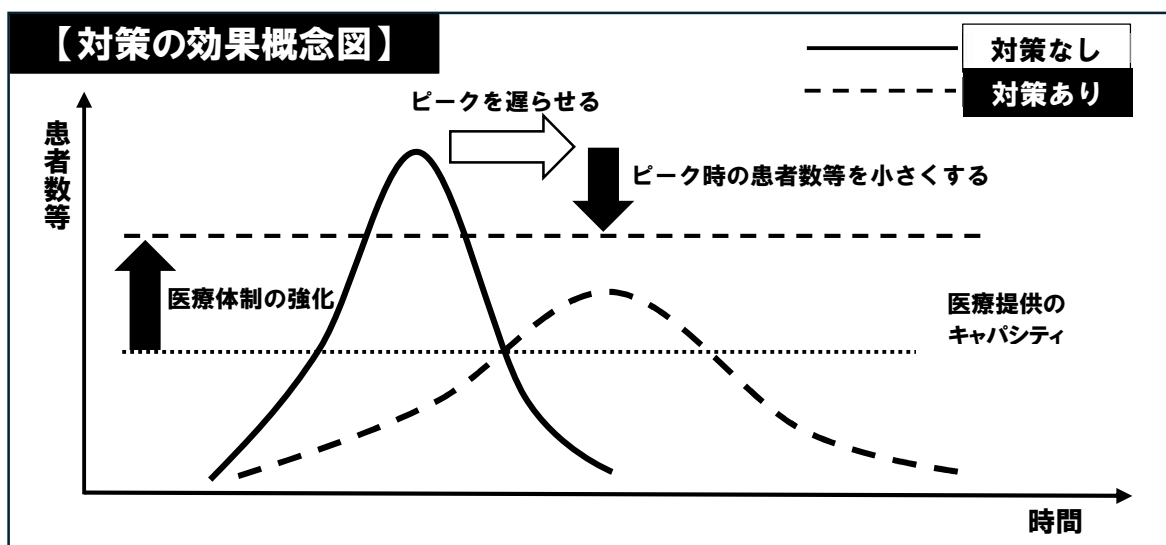 【対策の効果概念図】
対策なし
対策あり
ピークを遅らせる
患者数等
ピーク時の患者数等を小さくする
医療体制の強化
医療提供の
キャパシティ
時間